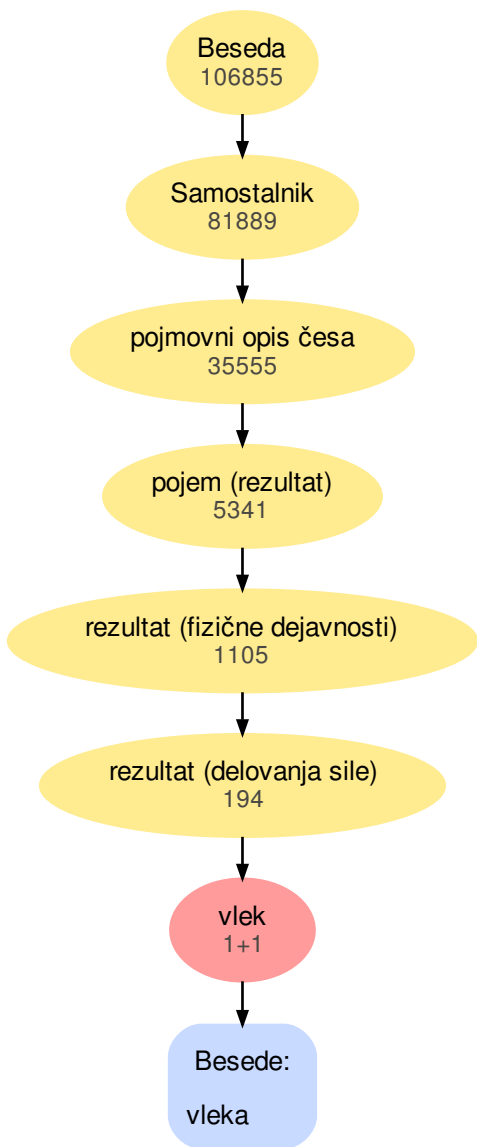 Beseda
106855
Samostalnik
81889
pojmovni opis česa
35555
pojem (rezultat)
5341
rezultat (fizične dejavnosti)
1105
rezultat (delovanja sile)
194
vlek
1+1
Besede:
vleka